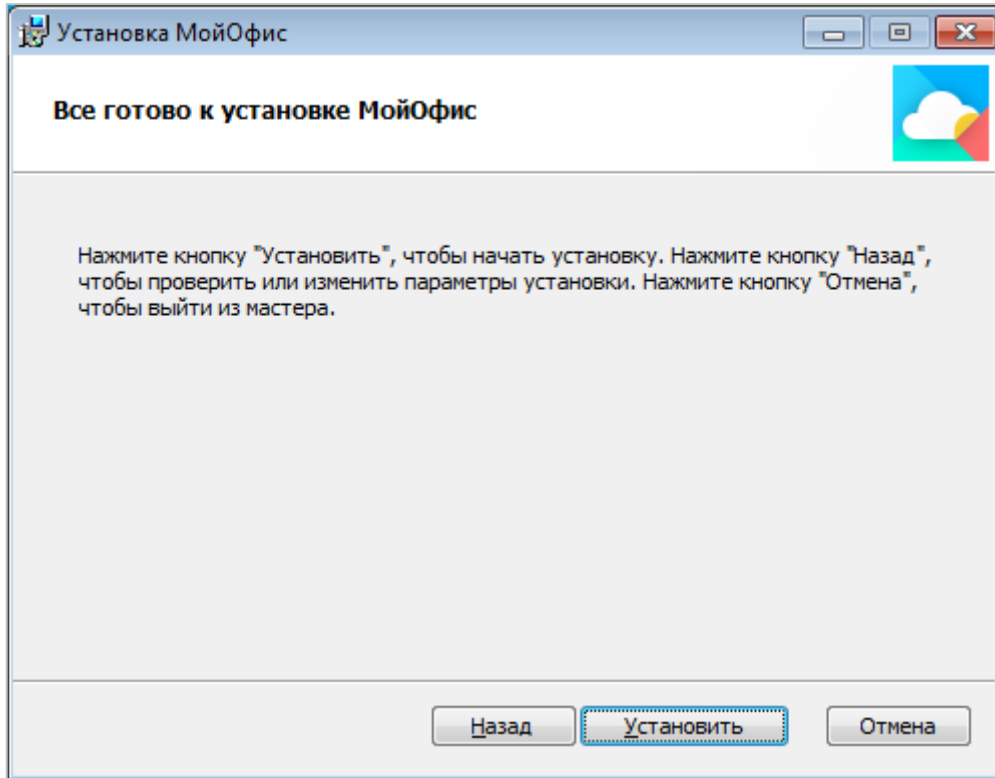 Установка МойОфис
Все готово к установке МойОфис
Нажмите кнопку "Установить", чтобы начать установку. Нажмите кнопку "Назад",
чтобы проверить или изменить параметры установки. Нажмите кнопку "Отмена",
чтобы выйти из мастера.
Назад Установить Отмена